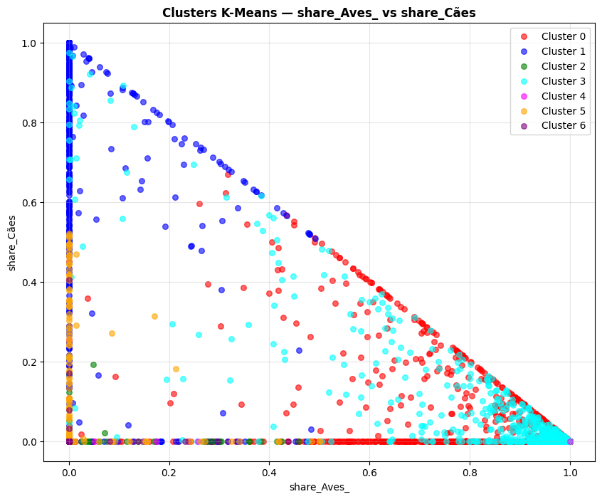 Clusters K-Means — share_Aves_ vs share_Cães
Cluster 0
Cluster 1
Cluster 2
Cluster 3
Cluster 4
Cluster 5
Cluster 6
share_Cães
1.0
0.8
0.6
0.4
0.2
0.0
0.0 0.2 0.4 0.6 0.8 1.0
share_Aves_